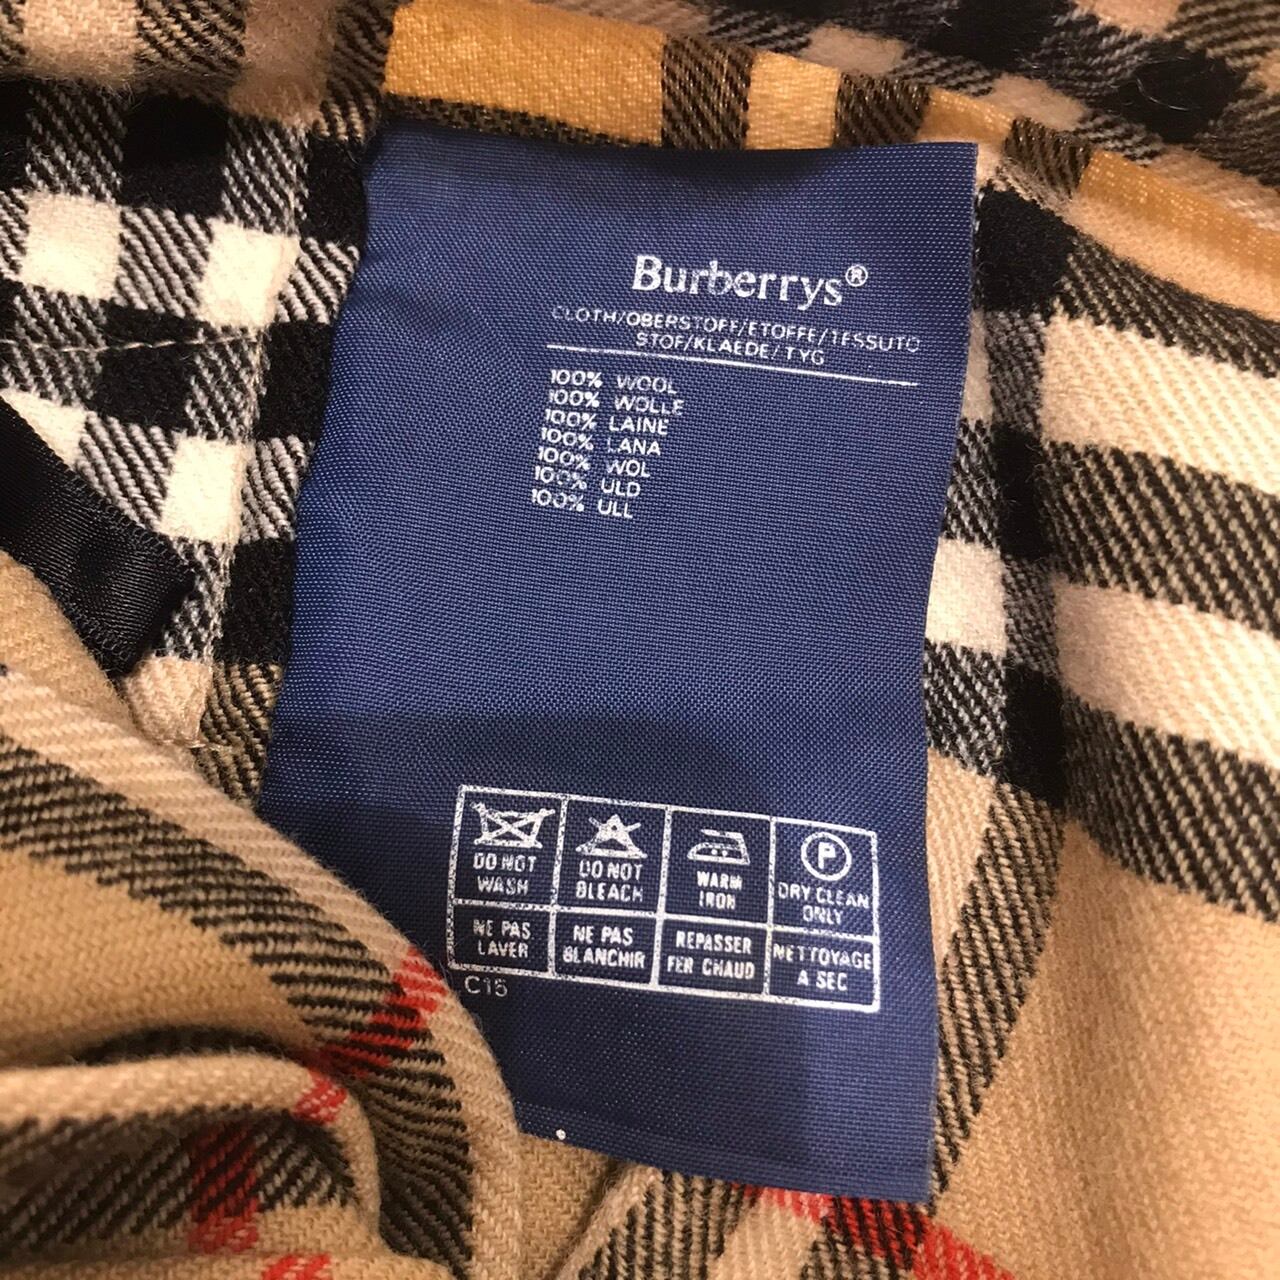 Burberrys®
CLOTH/OBERSTOFF/ETOFFE/TESSUTO
STOF/KLAEDE/TYG
100% WOOL
100% WOLLE
100% LAINE
100% LANA
100% WOL
100% ULD
100% ULL
DO NOT
WASH
DO NOT
BLEACH
WARM
IRON
P
DRY CLEAN
ONLY
NE PAS
LAVER
NE PAS
BLANCHIR
REPASSER
FER CHAUD
NETTOYAGE
A SEC
C15